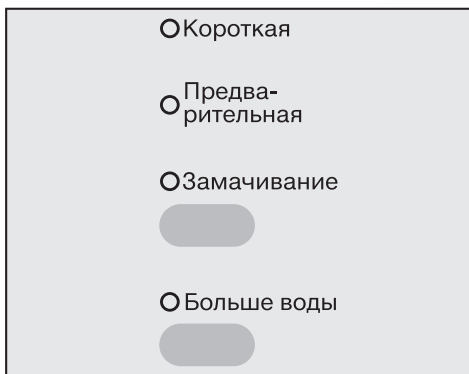 Короткая
Предва-
рительная
Замачивание
Больше воды